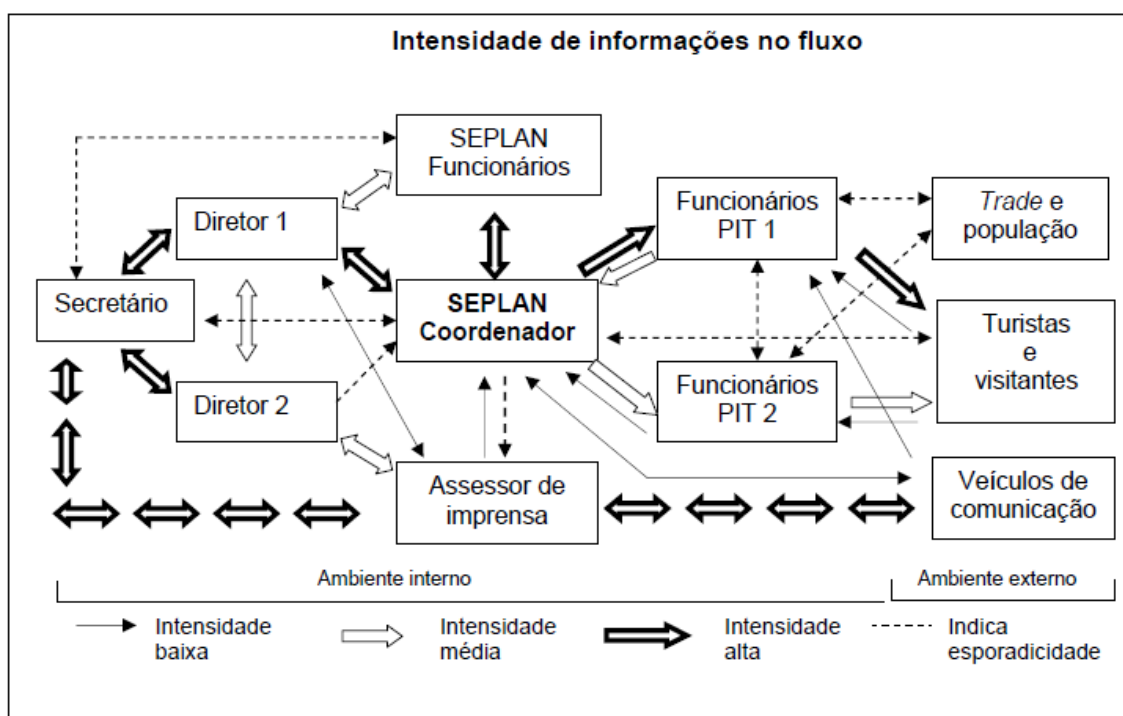 Intensidade de informações no fluxo
SEPLAN
Funcionários
Diretor 1
Funcionários
PIT 1
Trade e
população
Secretário
SEPLAN
Coordenador
Turistas
e
visitantes
Diretor 2
Funcionários
PIT 2
Assessor de
imprensa
Veículos de
comunicação
Ambiente interno
Ambiente externo
Intensidade
baixa
Intensidade
média
Intensidade
alta
Indica
esporadicidade